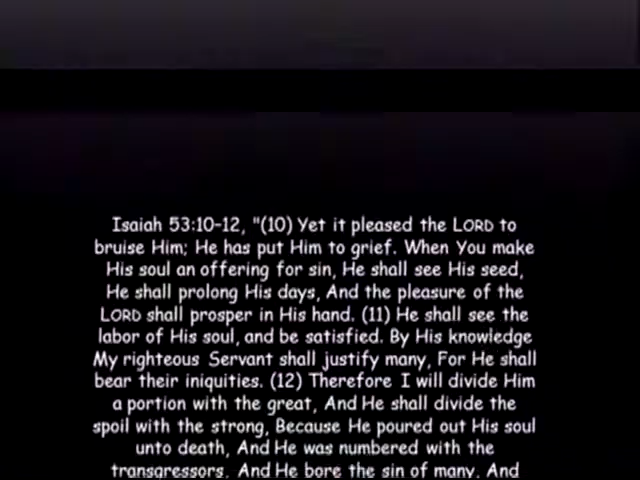 Isaiah 53:10-12, "(10) Yet it pleased the LORD to
bruise Him; He has put Him to grief. When You make
His soul an offering for sin, He shall see His seed,
He shall prolong His days, And the pleasure of the
LORD shall prosper in His hand. (11) He shall see the
labor of His soul, and be satisfied. By His knowledge
My righteous Servant shall justify many, For He shall
bear their iniquities. (12) Therefore I will divide Him
a portion with the great, And He shall divide the
spoil with the strong, Because He poured out His soul
unto death, And He was numbered with the
transgressors, And He bore the sin of many, And